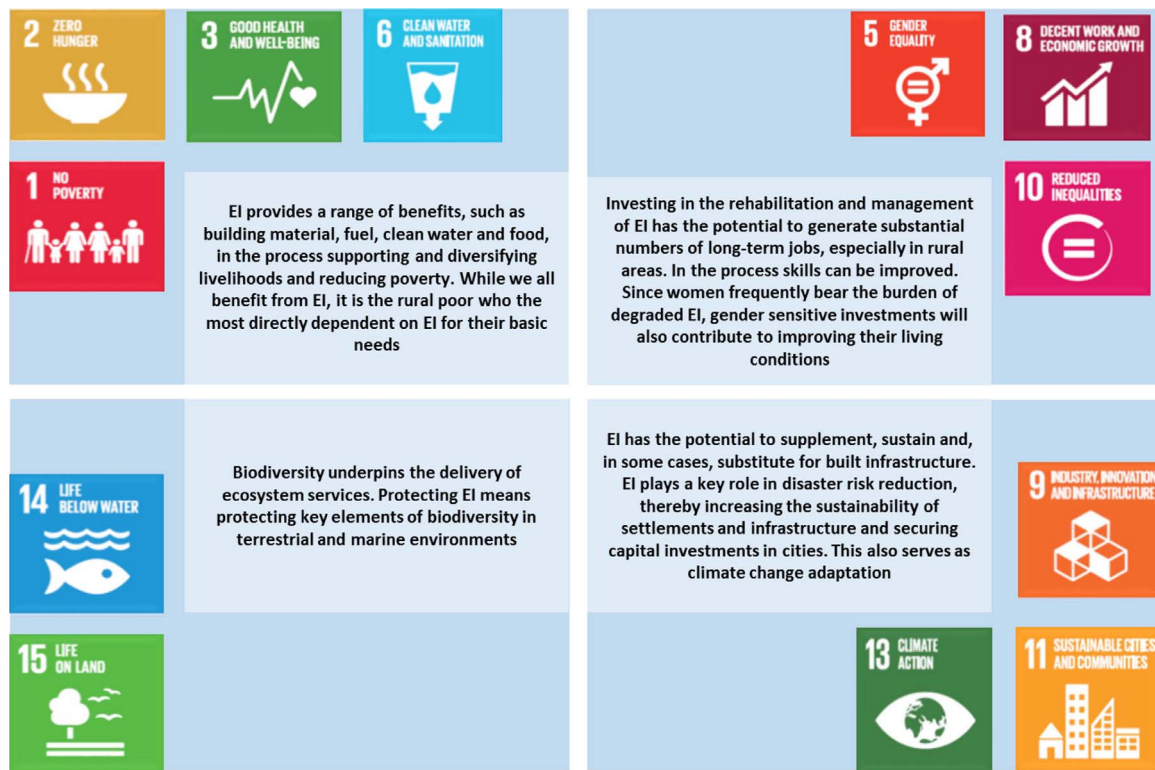 2 ZERO
HUNGER
3 GOOD HEALTH
AND WELL-BEING
6 CLEAN WATER
AND SANITATION
1 NO
POVERTY
EI provides a range of benefits, such as
building material, fuel, clean water and food,
in the process supporting and diversifying
livelihoods and reducing poverty. While we all
benefit from EI, it is the rural poor who the
most directly dependent on EI for their basic
needs
5 GENDER
EQUALITY
8 DECENT WORK AND
ECONOMIC GROWTH
10 REDUCED
INEQUALITIES
Investing in the rehabilitation and management
of EI has the potential to generate substantial
numbers of long-term jobs, especially in rural
areas. In the process skills can be improved.
Since women frequently bear the burden of
degraded EI, gender sensitive investments will
also contribute to improving their living
conditions
14 LIFE
BELOW WATER
15 LIFE
ON LAND
Biodiversity underpins the delivery of
ecosystem services. Protecting EI means
protecting key elements of biodiversity in
terrestrial and marine environments
EI has the potential to supplement, sustain and,
in some cases, substitute for built infrastructure.
EI plays a key role in disaster risk reduction,
thereby increasing the sustainability of
settlements and infrastructure and securing
capital investments in cities. This also serves as
climate change adaptation
9 INDUSTRY, INNOVATION
AND INFRASTRUCTURE
13 CLIMATE
ACTION
11 SUSTAINABLE CITIES
AND COMMUNITIES